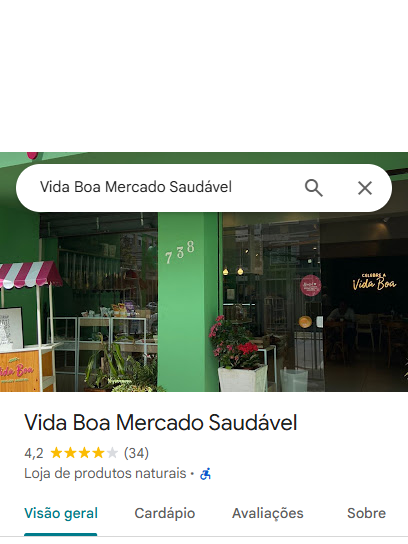 Vida Boa Mercado Saudável
738
CELEBRE A
Vida Boa
Vida Boa
Vida Boa Mercado Saudável
4,2 (34)
Loja de produtos naturais •
Visão geral Cardápio Avaliações Sobre